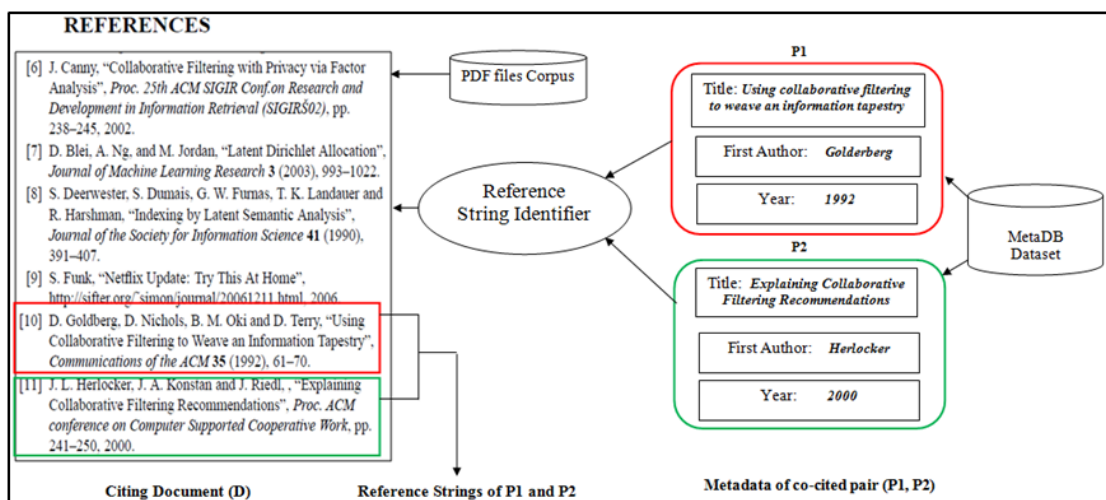 REFERENCES
[6] J. Canny, “Collaborative Filtering with Privacy via Factor
Analysis”, Proc. 25th ACM SIGIR Conf.on Research and
Development in Information Retrieval (SIGIRŠ02), pp.
238–245, 2002.
[7] D. Blei, A. Ng, and M. Jordan, “Latent Dirichlet Allocation”,
Journal of Machine Learning Research 3 (2003), 993–1022.
[8] S. Deerwester, S. Dumais, G. W. Furnas, T. K. Landauer and
R. Harshman, “Indexing by Latent Semantic Analysis”,
Journal of the Society for Information Science 41 (1990),
391–407.
[9] S. Funk, “Netflix Update: Try This At Home”,
http://sifter.org/˜simon/journal/20061211.html, 2006.
[10] D. Goldberg, D. Nichols, B. M. Oki and D. Terry, “Using
Collaborative Filtering to Weave an Information Tapestry”,
Communications of the ACM 35 (1992), 61–70.
[11] J. L. Herlocker, J. A. Konstan and J. Riedl, , “Explaining
Collaborative Filtering Recommendations”, Proc. ACM
conference on Computer Supported Cooperative Work, pp.
241–250, 2000.
Citing Document (D)
PDF files Corpus
Reference
String Identifier
Reference Strings of P1 and P2
P1
Title: Using collaborative filtering
to weave an information tapestry
First Author: Golderberg
Year: 1992
P2
Title: Explaining Collaborative
Filtering Recommendations
First Author: Herlocker
Year: 2000
Metadata of co-cited pair (P1, P2)
MetaDB
Dataset